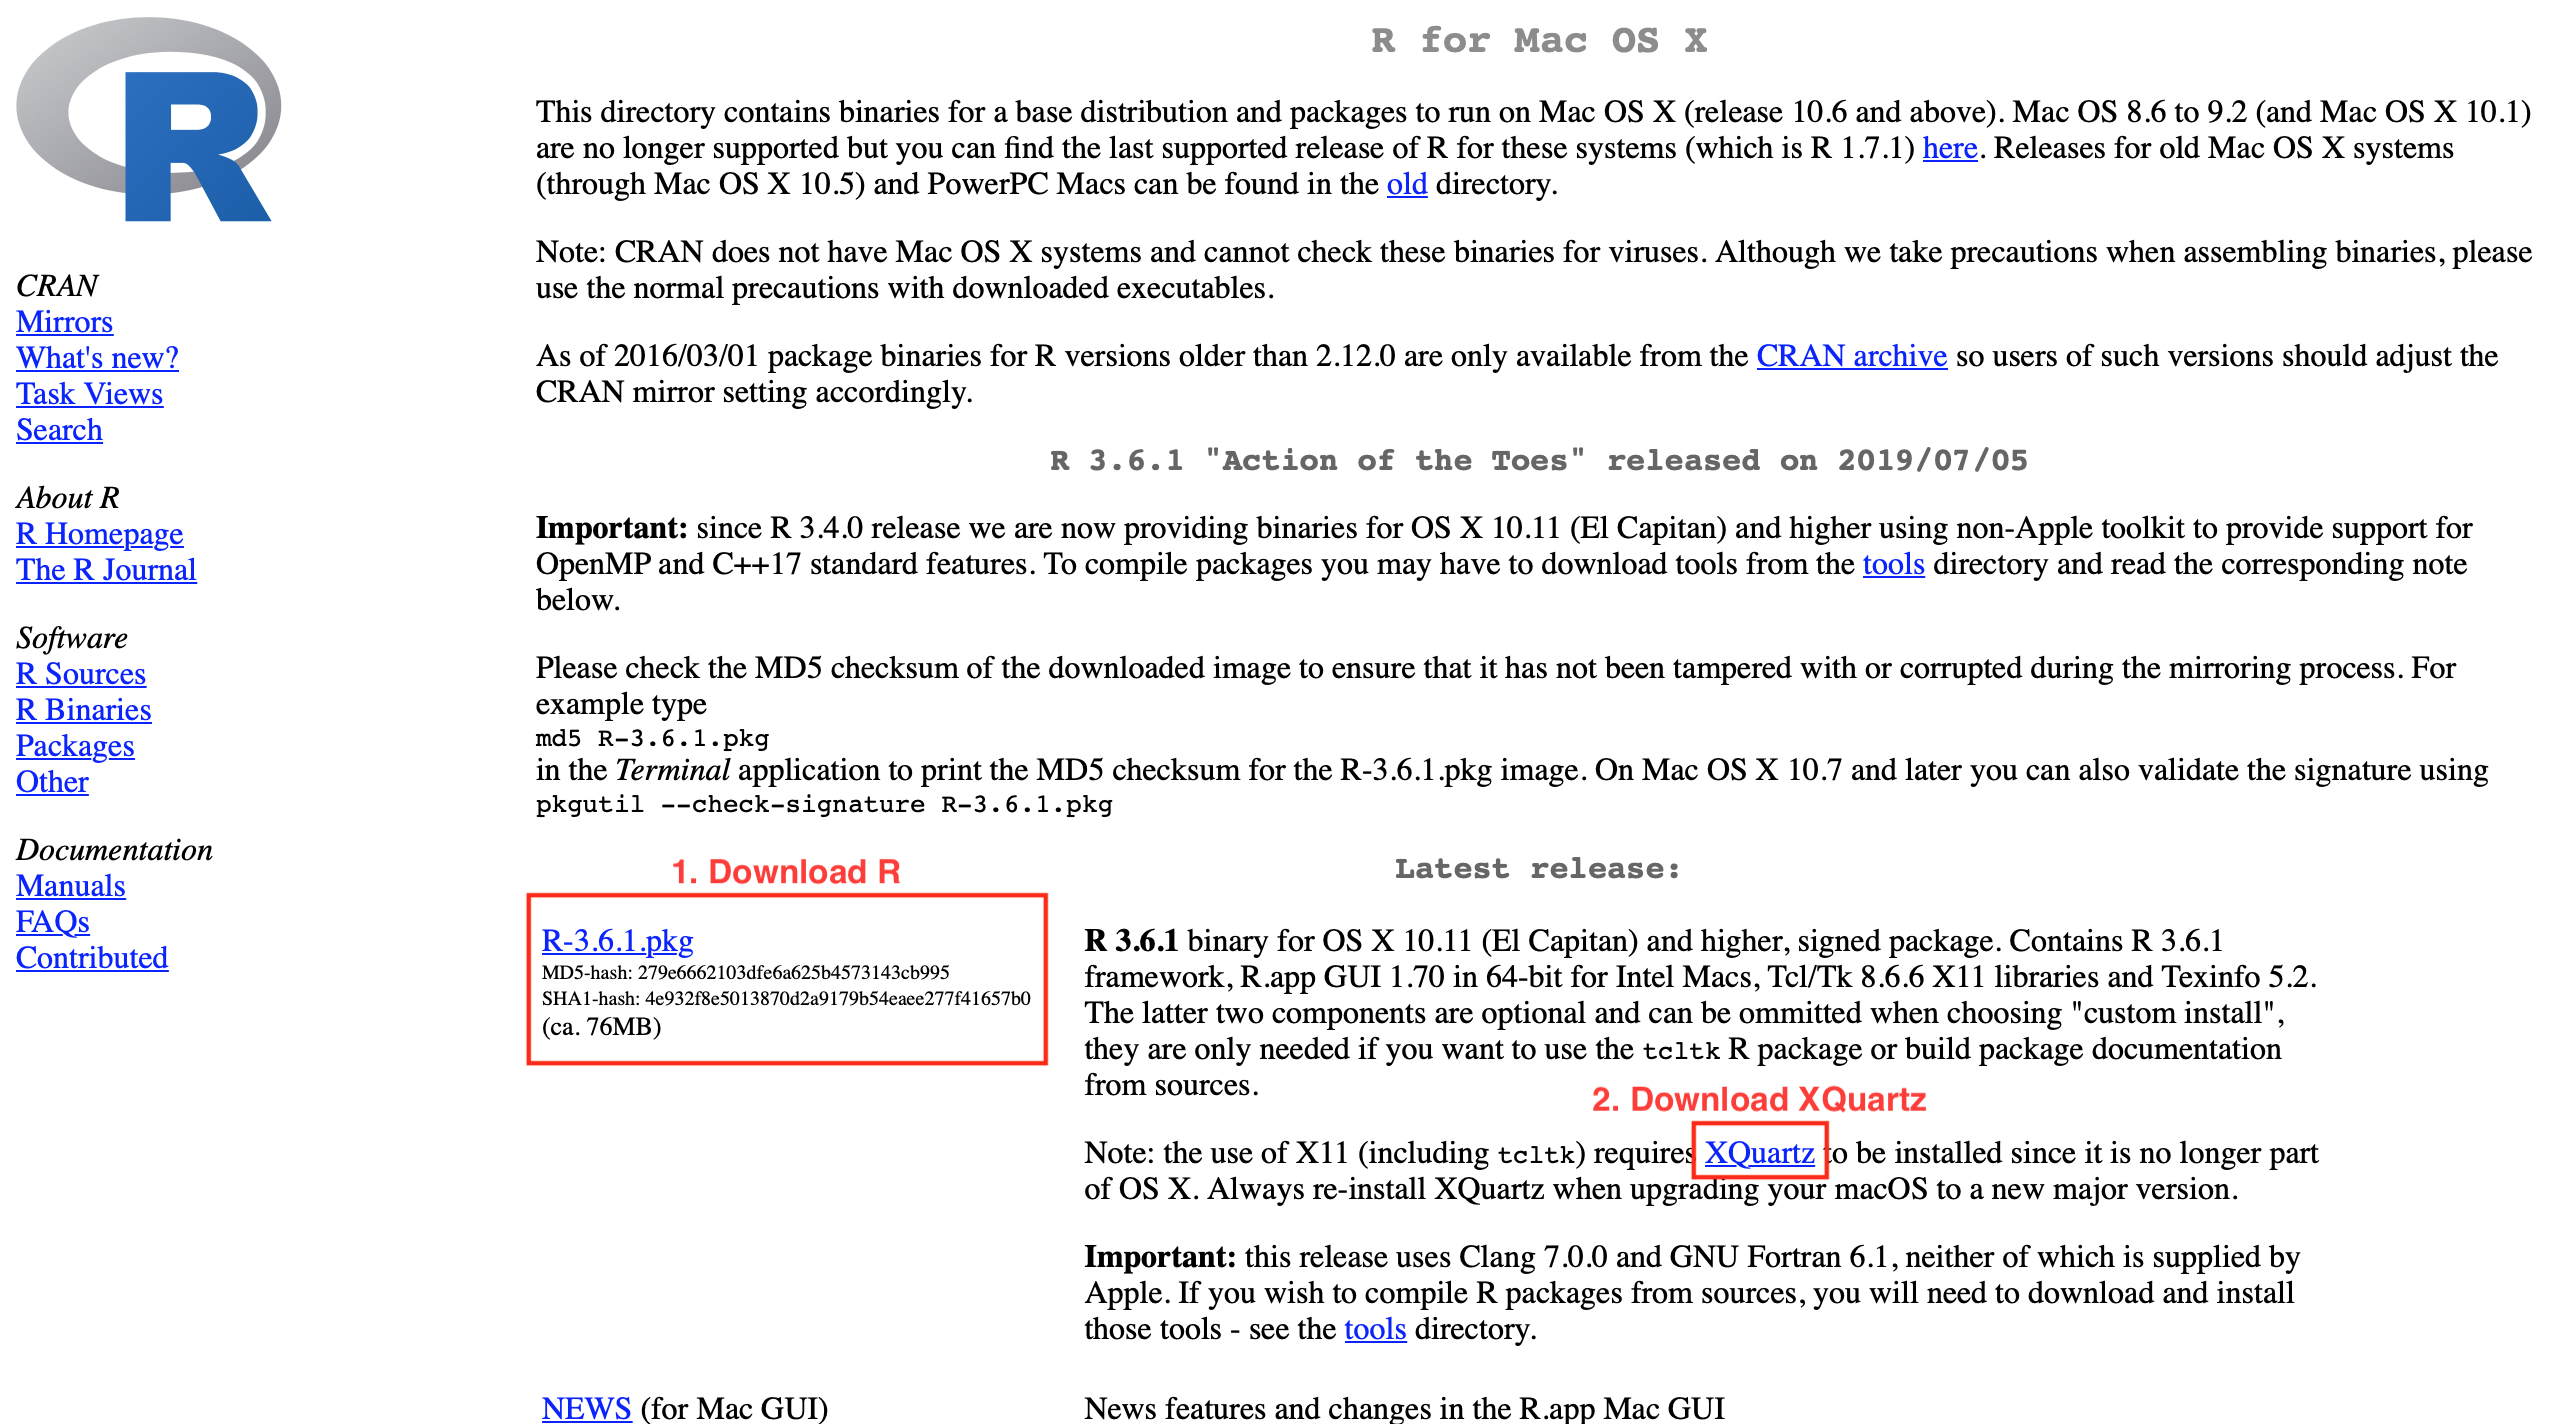 R
CRAN
Mirrors
What's new?
Task Views
Search
About R
R Homepage
The R Journal
Software
R Sources
R Binaries
Packages
Other
Documentation
Manuals
FAQs
Contributed
R for Mac OS X
This directory contains binaries for a base distribution and packages to run on Mac OS X (release 10.6 and above). Mac OS 8.6 to 9.2 (and Mac OS X 10.1)
are no longer supported but you can find the last supported release of R for these systems (which is R 1.7.1) here. Releases for old Mac OS X systems
(through Mac OS X 10.5) and PowerPC Macs can be found in the old directory.
Note: CRAN does not have Mac OS X systems and cannot check these binaries for viruses. Although we take precautions when assembling binaries, please
use the normal precautions with downloaded executables.
As of 2016/03/01 package binaries for R versions older than 2.12.0 are only available from the CRAN archive so users of such versions should adjust the
CRAN mirror setting accordingly.
R 3.6.1 "Action of the Toes" released on 2019/07/05
Important: since R 3.4.0 release we are now providing binaries for OS X 10.11 (El Capitan) and higher using non-Apple toolkit to provide support for
OpenMP and C++17 standard features. To compile packages you may have to download tools from the tools directory and read the corresponding note
below.
Please check the MD5 checksum of the downloaded image to ensure that it has not been tampered with or corrupted during the mirroring process. For
example type
md5 R-3.6.1.pkg
in the Terminal application to print the MD5 checksum for the R-3.6.1.pkg image. On Mac OS X 10.7 and later you can also validate the signature using
pkgutil --check-signature R-3.6.1.pkg
1. Download R
Latest release:
R-3.6.1.pkg
MD5-hash: 279e6662103dfe6a625b4573143cb995
SHA1-hash: 4e932f8e5013870d2a9179b54eaee277f41657b0
(ca. 76MB)
R 3.6.1 binary for OS X 10.11 (El Capitan) and higher, signed package. Contains R 3.6.1
framework, R.app GUI 1.70 in 64-bit for Intel Macs, Tcl/Tk 8.6.6 X11 libraries and Texinfo 5.2.
The latter two components are optional and can be ommitted when choosing "custom install",
they are only needed if you want to use the tcltk R package or build package documentation
from sources.
2. Download XQuartz
Note: the use of X11 (including tcltk) requires XQuartz to be installed since it is no longer part
of OS X. Always re-install XQuartz when upgrading your macOS to a new major version.
Important: this release uses Clang 7.0.0 and GNU Fortran 6.1, neither of which is supplied by
Apple. If you wish to compile R packages from sources, you will need to download and install
those tools - see the tools directory.
NEWS (for Mac GUI)
News features and changes in the R.app Mac GUI